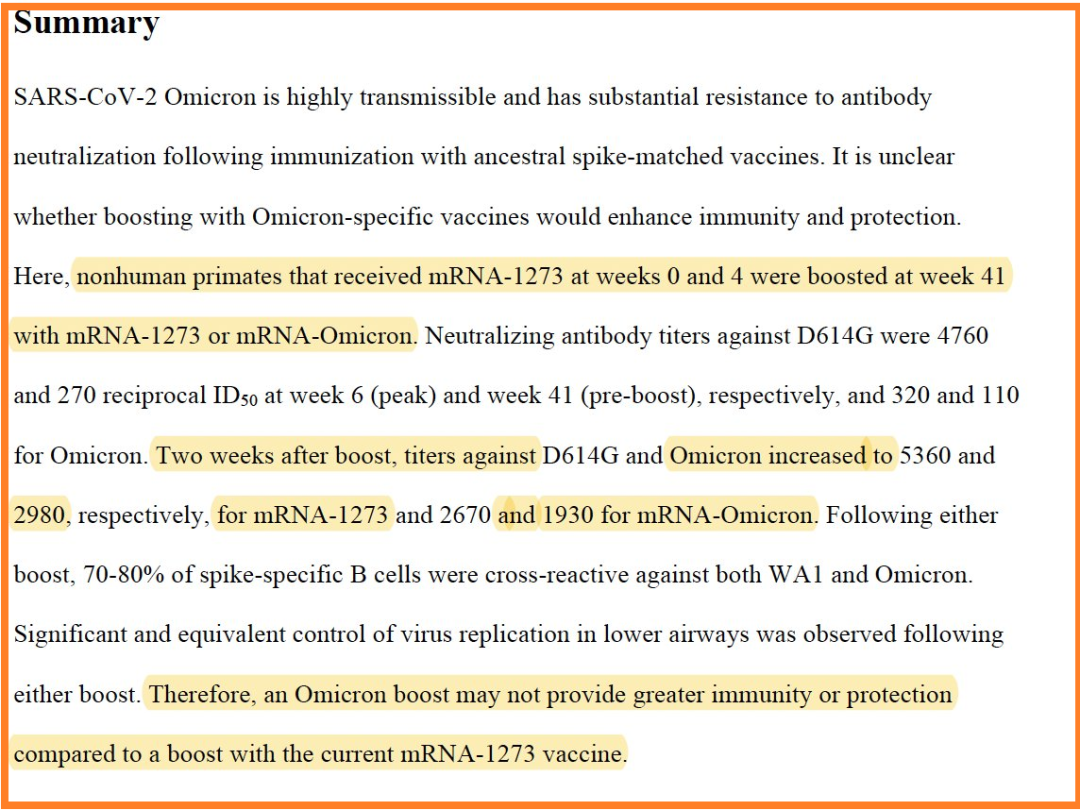 Summary
SARS-CoV-2 Omicron is highly transmissible and has substantial resistance to antibody
neutralization following immunization with ancestral spike-matched vaccines. It is unclear
whether boosting with Omicron-specific vaccines would enhance immunity and protection.
Here, nonhuman primates that received mRNA-1273 at weeks 0 and 4 were boosted at week 41
with mRNA-1273 or mRNA-Omicron. Neutralizing antibody titers against D614G were 4760
and 270 reciprocal ID₅₀ at week 6 (peak) and week 41 (pre-boost), respectively, and 320 and 110
for Omicron. Two weeks after boost, titers against D614G and Omicron increased to 5360 and
2980, respectively, for mRNA-1273 and 2670 and 1930 for mRNA-Omicron. Following either
boost, 70-80% of spike-specific B cells were cross-reactive against both WA1 and Omicron.
Significant and equivalent control of virus replication in lower airways was observed following
either boost. Therefore, an Omicron boost may not provide greater immunity or protection
compared to a boost with the current mRNA-1273 vaccine.